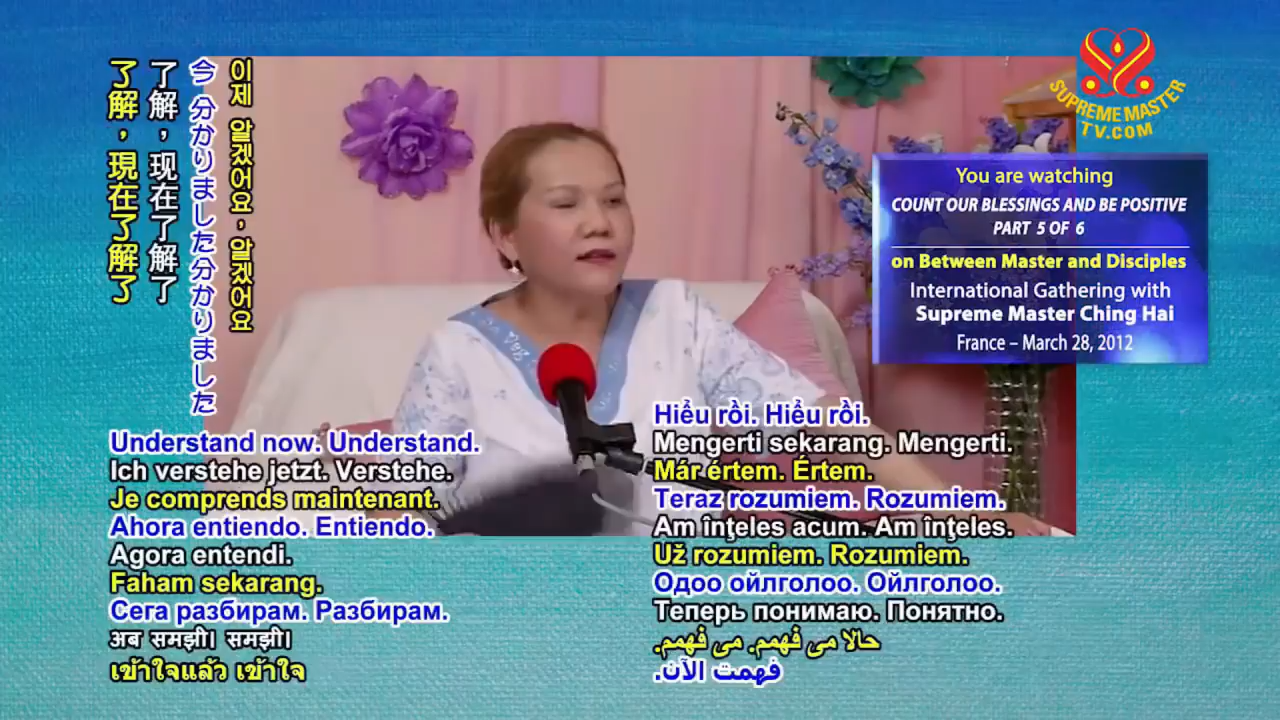 了解，現在了解了
了解，现在了解了
今 分かりました分かりました
이제 알겠어요, 알겠어요
SUPREME MASTER
TV.COM
You are watching
COUNT OUR BLESSINGS AND BE POSITIVE
PART 5 OF 6
on Between Master and Disciples
International Gathering with
Supreme Master Ching Hai
France – March 28, 2012
Understand now. Understand.
Ich verstehe jetzt. Verstehe.
Je comprends maintenant.
Ahora entiendo. Entiendo.
Agora entendi.
Faham sekarang.
Сега разбирам. Разбирам.
अब समझी। समझी।
เข้าใจแล้ว เข้าใจ
Hiểu rồi. Hiểu rồi.
Mengerti sekarang. Mengerti.
Már értem. Értem.
Teraz rozumiem. Rozumiem.
Am înţeles acum. Am înţeles.
Už rozumiem. Rozumiem.
Одоо ойлголоо. Ойлголоо.
Теперь понимаю. Понятно.
حالا می فهمم. می فهمم.
فهمت الآن.